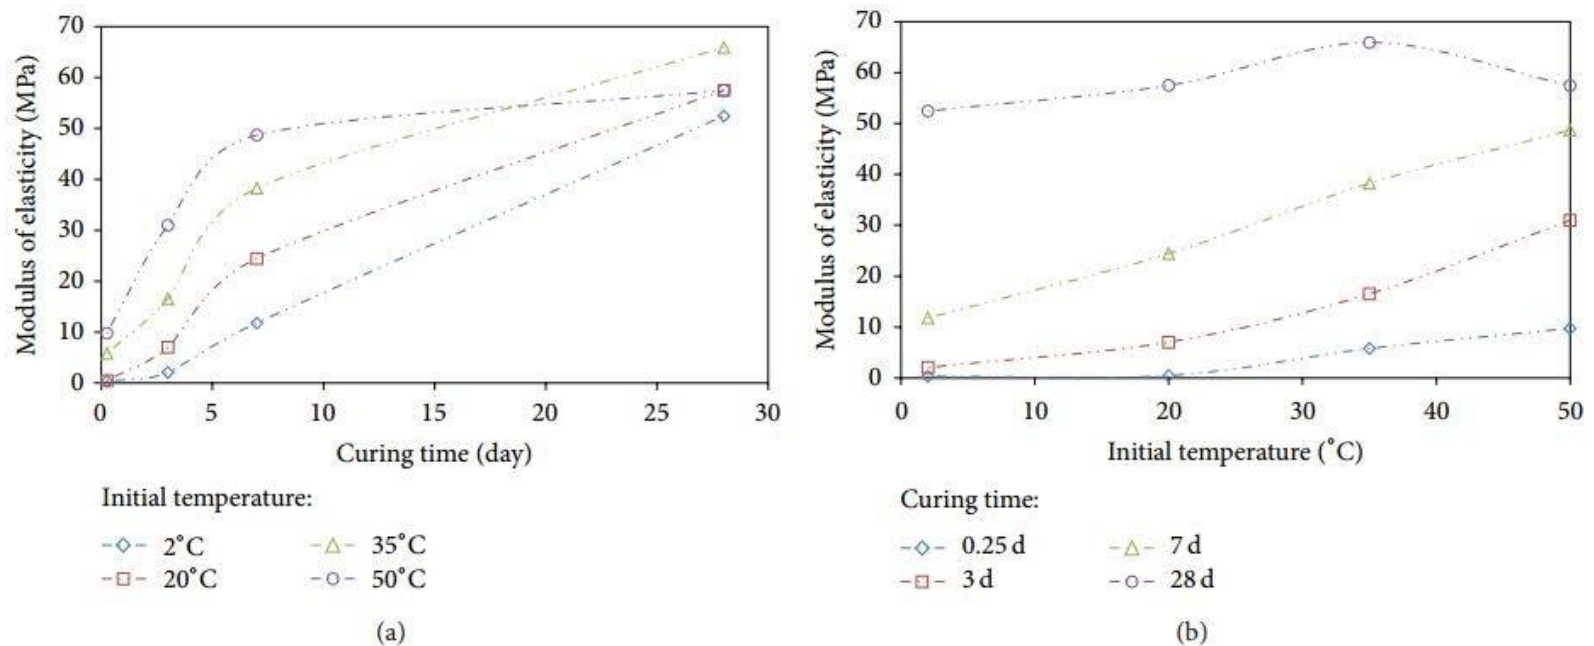 70
60
50
40
30
20
10
0
Modulus of elasticity (MPa)
0 5 10 15 20 25 30
Curing time (day)
Initial temperature:
2°C 35°C
20°C 50°C
(a)
70
60
50
40
30
20
10
0
Modulus of elasticity (MPa)
0 10 20 30 40 50
Initial temperature (°C)
Curing time:
0.25 d 7 d
3 d 28 d
(b)